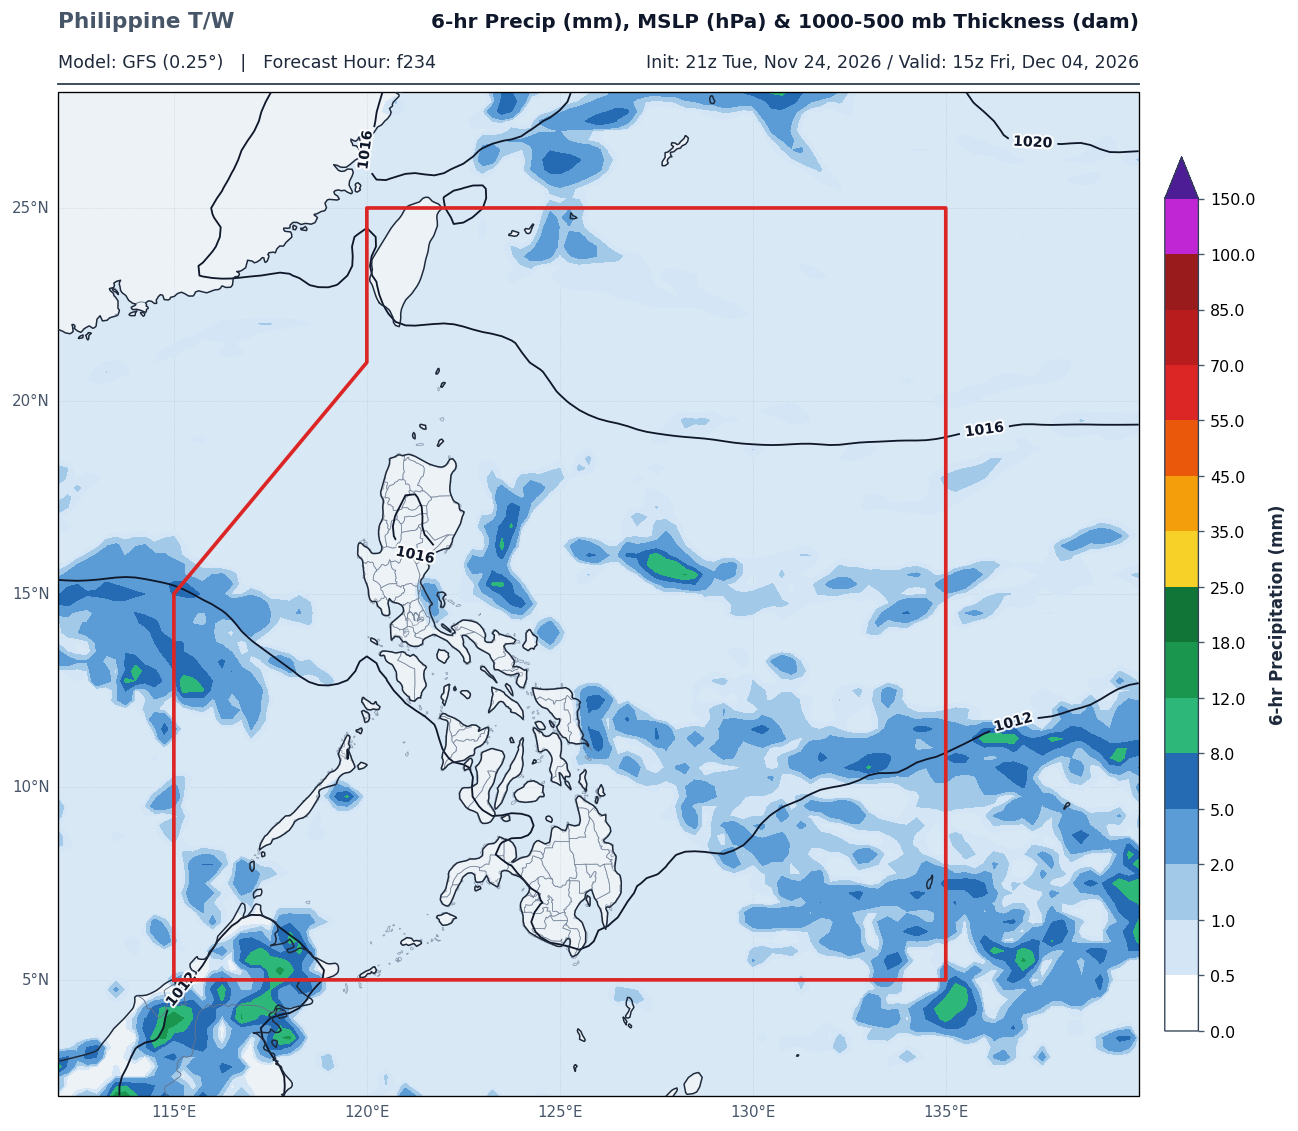 Philippine T/W
6-hr Precip (mm), MSLP (hPa) & 1000-500 mb Thickness (dam)
Model: GFS (0.25°) | Forecast Hour: f234
Init: 21z Tue, Nov 24, 2026 / Valid: 15z Fri, Dec 04, 2026
1016
1020
25°N
20°N
1016
1016
15°N
1012
10°N
5°N
1012
115°E
120°E
125°E
130°E
135°E
150.0
100.0
85.0
70.0
55.0
45.0
35.0
25.0
18.0
12.0
8.0
5.0
2.0
1.0
0.5
0.0
6-hr Precipitation (mm)